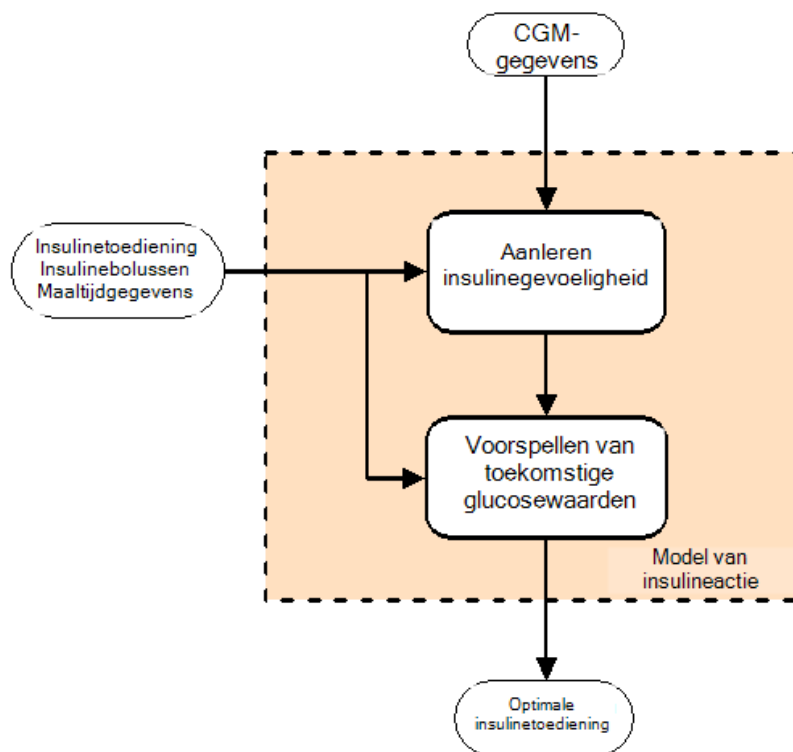 CGM-
gegevens
Insulinetoediening
Insulinebolussen
Maaltijdgegevens
Aanleren
insulinegevoeligheid
Voorspellen van
toekomstige
glucosewaarden
Model van
insulineactie
Optimale
insulinetoediening